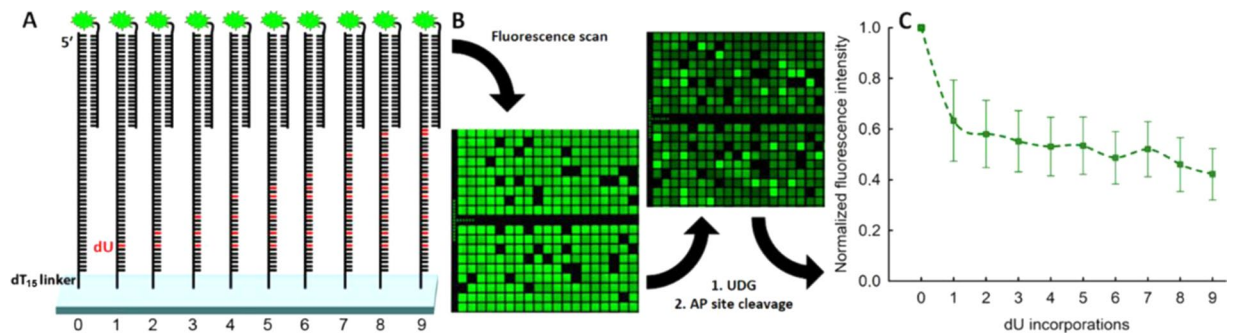 A
5′
dU
dT15 linker
0 1 2 3 4 5 6 7 8 9
B
Fluorescence scan
1. UDG
2. AP site cleavage
C
Normalized fluorescence intensity
1.0
0.8
0.6
0.4
0.2
0.0
0 1 2 3 4 5 6 7 8 9
dU incorporations